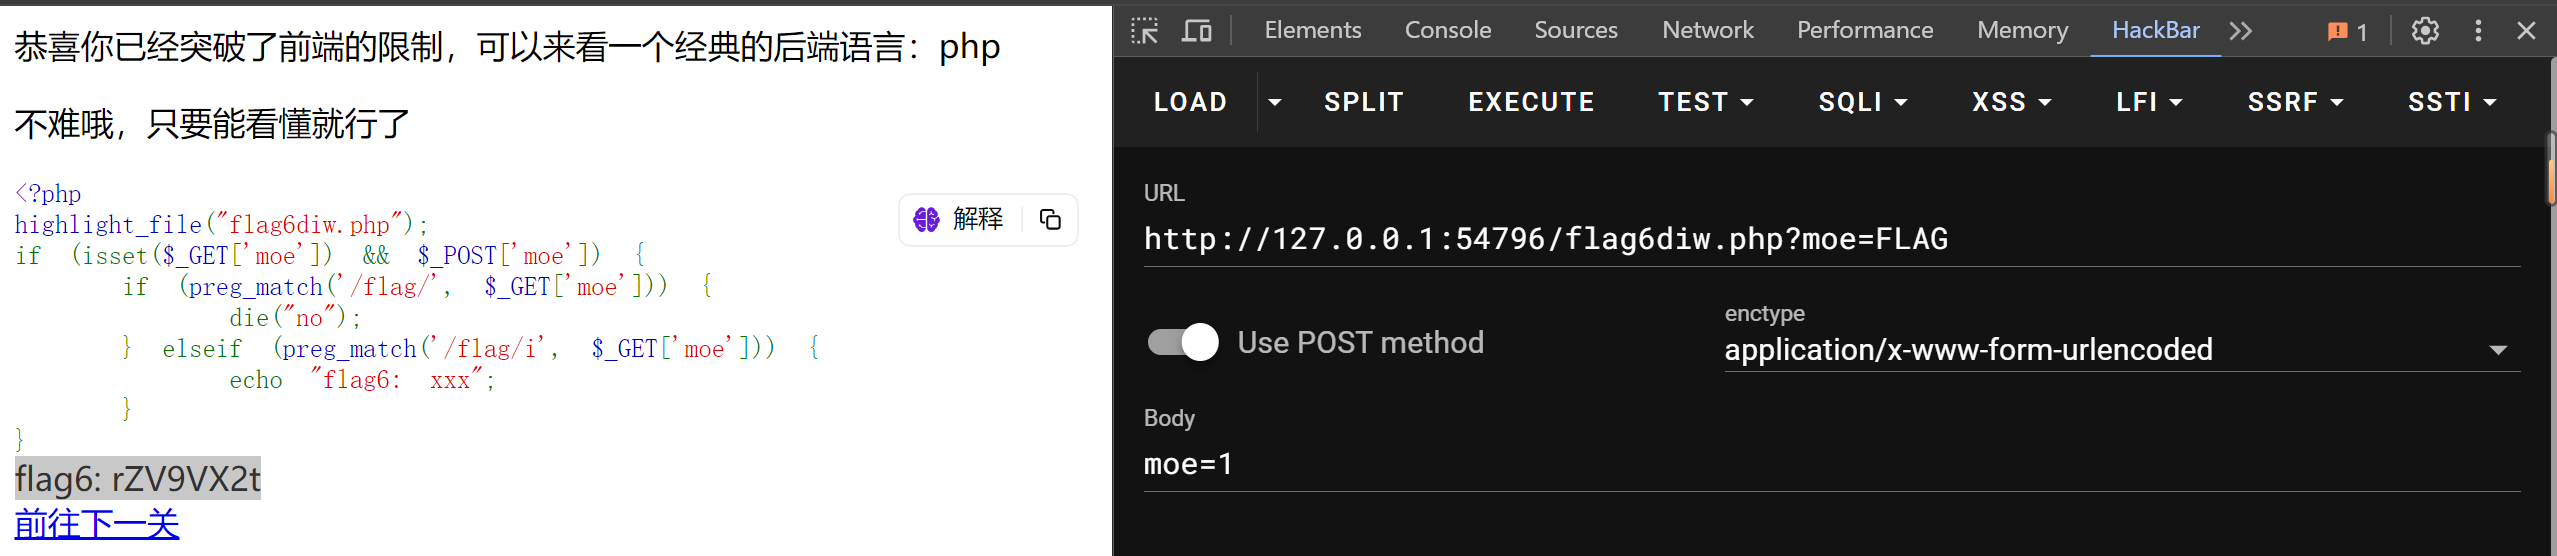 恭喜你已经突破了前端的限制，可以来看一个经典的后端语言：php
不难哦，只要能看懂就行了
<?php
highlight_file("flag6diw.php");
if (isset($_GET['moe']) && $_POST['moe']) {
    if (preg_match('/flag/', $_GET['moe'])) {
        die("no");
    } elseif (preg_match('/flag/i', $_GET['moe'])) {
        echo "flag6: xxx";
    }
}
flag6: rZV9VX2t
前往下一关
解释
Elements Console Sources Network Performance Memory HackBar 1
LOAD SPLIT EXECUTE TEST SQLI XSS LFI SSRF SSTI
URL
http://127.0.0.1:54796/flag6diw.php?moe=FLAG
Use POST method
enctype
application/x-www-form-urlencoded
Body
moe=1